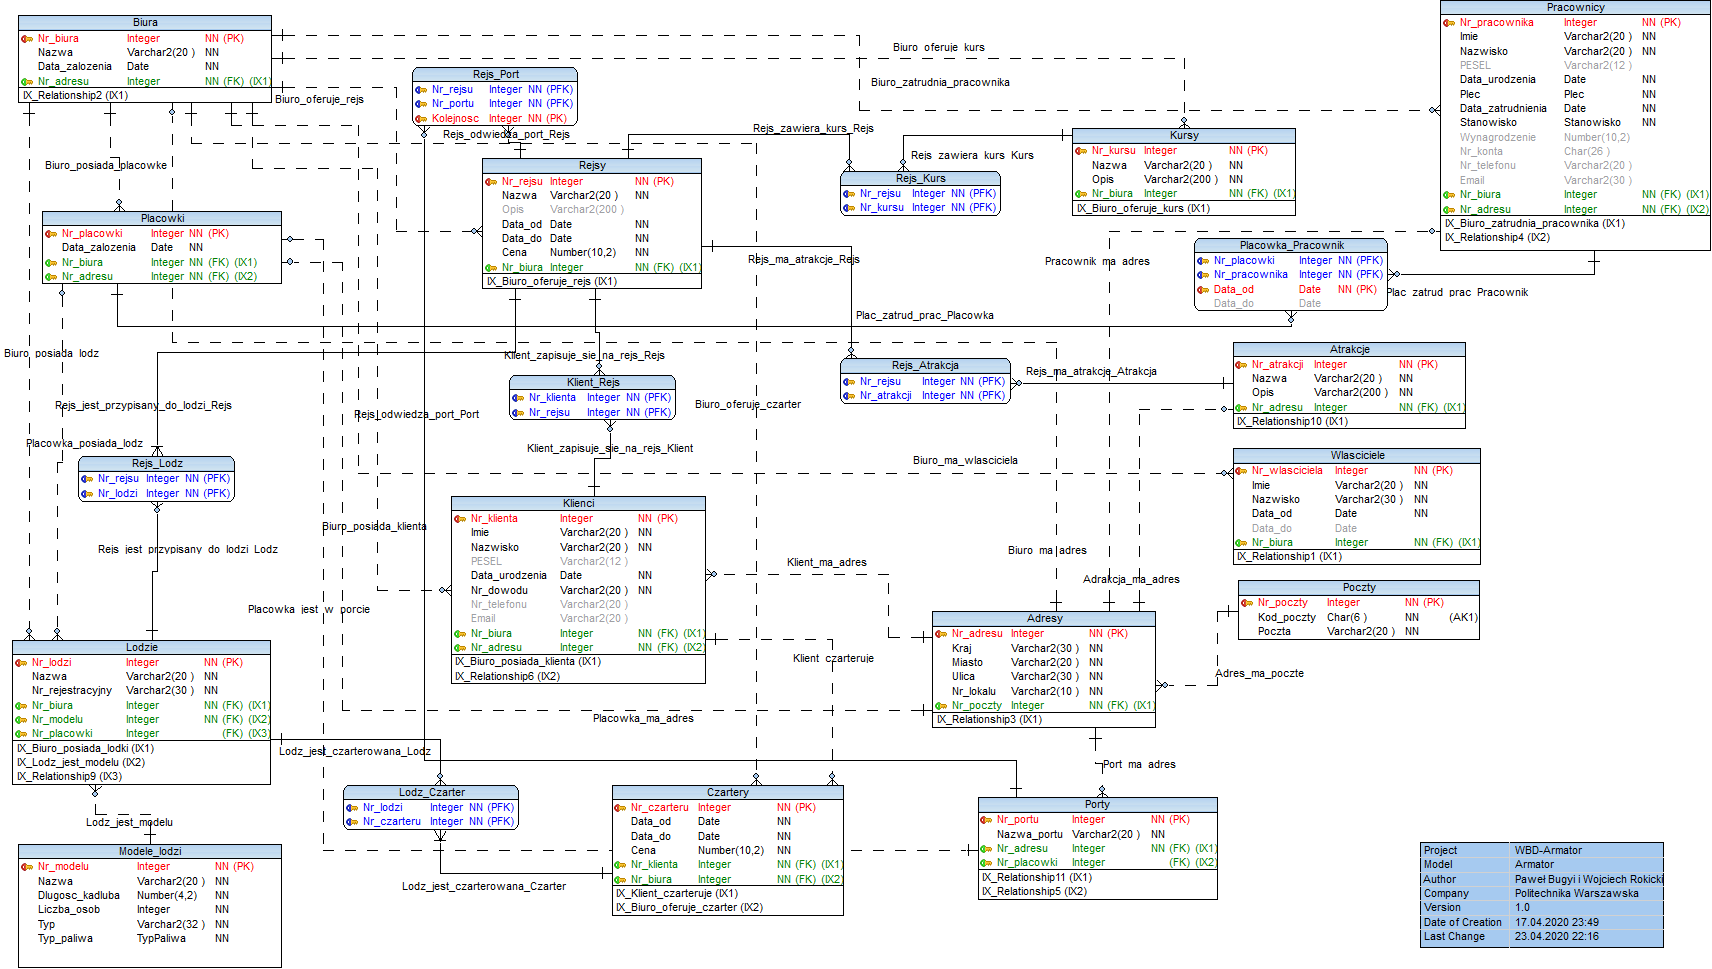 Biura
Nr_biura Integer NN (PK)
Nazwa Varchar2(20 ) NN
Data_zalozenia Date NN
Nr_adresu Integer NN (FK) (IX1)
IX_Relationship2 (IX1)
Biuro_oferuje_rejs
Biuro_posiada_placowke
Rejs_Port
Nr_rejsu Integer NN (PFK)
Nr_portu Integer NN (PFK)
Kolejnosc Integer NN (PK)
Rejs_odwiedza_port_Rejs
Biuro oferuje kurs
Biuro_zatrudnia_pracownika
Rejs_zawiera_kurs_Rejs
Rejs zawiera kurs Kurs
Pracownicy
Nr_pracownika Integer NN (PK)
Imie Varchar2(20 ) NN
Nazwisko Varchar2(20 ) NN
PESEL Varchar2(12 )
Data_urodzenia Date NN
Plec Plec NN
Data_zatrudnienia Date NN
Stanowisko Stanowisko NN
Wynagrodzenie Number(10,2)
Nr_konta Char(26 )
Nr_telefonu Varchar2(20 )
Email Varchar2(30 )
Nr_biura Integer NN (FK) (IX1)
Nr_adresu Integer NN (FK) (IX2)
IX_Biuro_zatrudnia_pracownika (IX1)
IX_Relationship4 (IX2)
Kursy
Nr_kursu Integer NN (PK)
Nazwa Varchar2(20 ) NN
Opis Varchar2(200 ) NN
Nr_biura Integer NN (FK) (IX1)
IX_Biuro_oferuje_kurs (IX1)
Rejs_Kurs
Nr_rejsu Integer NN (PFK)
Nr_kursu Integer NN (PFK)
Rejsy
Nr_rejsu Integer NN (PK)
Nazwa Varchar2(20 ) NN
Opis Varchar2(200 )
Data_od Date NN
Data_do Date NN
Cena Number(10,2) NN
Nr_biura Integer NN (FK) (IX1)
IX_Biuro_oferuje_rejs (IX1)
Placowki
Nr_placowki Integer NN (PK)
Data_zalozenia Date NN
Nr_biura Integer NN (FK) (IX1)
Nr_adresu Integer NN (FK) (IX2)
Rejs_ma_atrakcje_Rejs
Pracownik ma adres
Placowka_Pracownik
Nr_placowki Integer NN (PFK)
Nr_pracownika Integer NN (PFK)
Data_od Date NN (PK)
Data_do Date
Plac zatrud prac Pracownik
Plac_zatrud_prac_Placowka
Biuro posiada lodz
Klient_zapisuje_sie_na_rejs_Rejs
Rejs_Atrakcja
Nr_rejsu Integer NN (PFK)
Nr_atrakcji Integer NN (PFK)
Rejs_ma_atrakcje_Atrakcja
Atrakcje
Nr_atrakcji Integer NN (PK)
Nazwa Varchar2(20 ) NN
Opis Varchar2(200 ) NN
Nr_adresu Integer NN (FK) (IX1)
IX_Relationship10 (IX1)
Klient_Rejs
Nr_klienta Integer NN (PFK)
Nr_rejsu Integer NN (PFK)
Rejs_jest_przypisany_do_lodzi_Rejs
Rejs_odwiedza_port_Port
Biuro_oferuje_czarter
Placowka_posiada_lodz
Klient_zapisuje_sie_na_rejs_Klient
Biuro_ma_wlasciciela
Rejs_Lodz
Nr_rejsu Integer NN (PFK)
Nr_lodzi Integer NN (PFK)
Wlasciciele
Nr_wlasciciela Integer NN (PK)
Imie Varchar2(20 ) NN
Nazwisko Varchar2(30 ) NN
Data_od Date NN
Data_do Date
Nr_biura Integer NN (FK) (IX1)
IX_Relationship1 (IX1)
Biuro_posiada_klienta
Rejs jest przypisany do lodzi Lodz
Klienci
Nr_klienta Integer NN (PK)
Imie Varchar2(20 ) NN
Nazwisko Varchar2(20 ) NN
PESEL Varchar2(12 )
Data_urodzenia Date NN
Nr_dowodu Varchar2(20 ) NN
Nr_telefonu Varchar2(20 )
Email Varchar2(20 )
Nr_biura Integer NN (FK) (IX1)
Nr_adresu Integer NN (FK) (IX2)
IX_Biuro_posiada_klienta (IX1)
IX_Relationship6 (IX2)
Klient_ma_adres
Biuro ma_adres
Adrakcja_ma_adres
Poczty
Nr_poczty Integer NN (PK)
Kod_poczty Char(6 ) NN (AK1)
Poczta Varchar2(20 ) NN
Placowka jest w porcie
Klient czarteruje
Adresy
Nr_adresu Integer NN (PK)
Kraj Varchar2(30 ) NN
Miasto Varchar2(20 ) NN
Ulica Varchar2(30 ) NN
Nr_lokalu Varchar2(10 ) NN
Nr_poczty Integer NN (FK) (IX1)
IX_Relationship3 (IX1)
Adres_ma_poczte
Lodzie
Nr_lodzi Integer NN (PK)
Nazwa Varchar2(20 ) NN
Nr_rejestracyjny Varchar2(30 ) NN
Nr_biura Integer NN (FK) (IX1)
Nr_modelu Integer NN (FK) (IX2)
Nr_placowki Integer (FK) (IX3)
IX_Biuro_posiada_lodki (IX1)
IX_Lodz_jest_modelu (IX2)
IX_Relationship9 (IX3)
Placowka_ma_adres
Lodz_jest_czarterowana_Lodz
Port ma adres
Lodz_Czarter
Nr_lodzi Integer NN (PFK)
Nr_czarteru Integer NN (PFK)
Czartery
Nr_czarteru Integer NN (PK)
Data_od Date NN
Data_do Date NN
Cena Number(10,2) NN
Nr_klienta Integer NN (FK) (IX1)
Nr_biura Integer NN (FK) (IX2)
IX_Klient_czarteruje (IX1)
IX_Biuro_oferuje_czarter (IX2)
Porty
Nr_portu Integer NN (PK)
Nazwa_portu Varchar2(20 ) NN
Nr_adresu Integer NN (FK) (IX1)
Nr_placowki Integer (FK) (IX2)
IX_Relationship11 (IX1)
IX_Relationship5 (IX2)
Lodz_jest_modelu
Lodz_jest_czarterowana_Czarter
Modele_lodzi
Nr_modelu Integer NN (PK)
Nazwa Varchar2(20 ) NN
Dlugosc_kadluba Number(4,2) NN
Liczba_osob Integer NN
Typ Varchar2(32 ) NN
Typ_paliwa TypPaliwa NN
Project WBD-Armator
Model Armator
Author Paweł Bugyi i Wojciech Rokicki
Company Politechnika Warszawska
Version 1.0
Date of Creation 17.04.2020 23:49
Last Change 23.04.2020 22:16